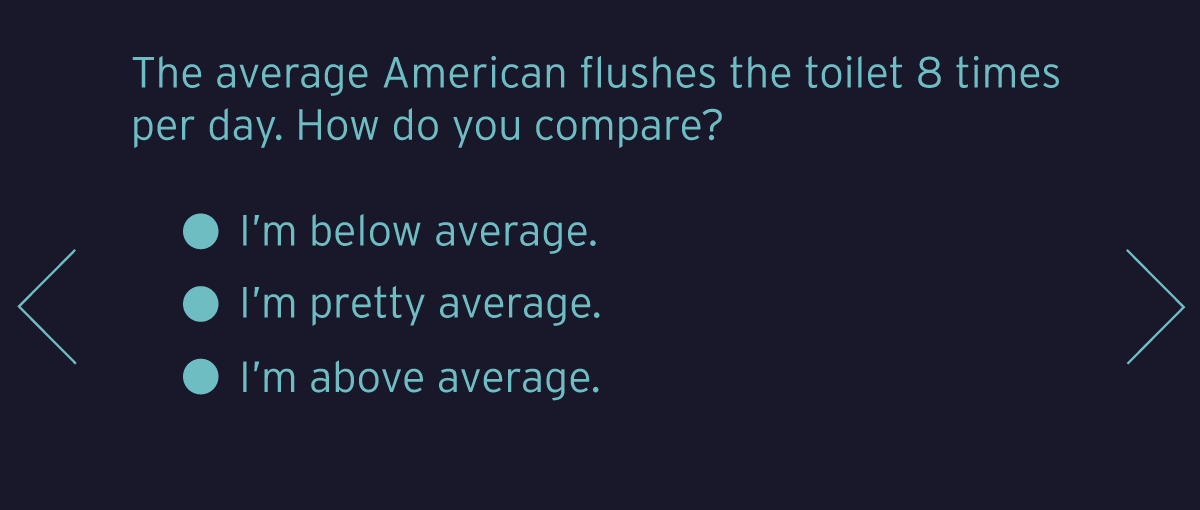 The average American flushes the toilet 8 times
per day. How do you compare?
I’m below average.
I’m pretty average.
I’m above average.